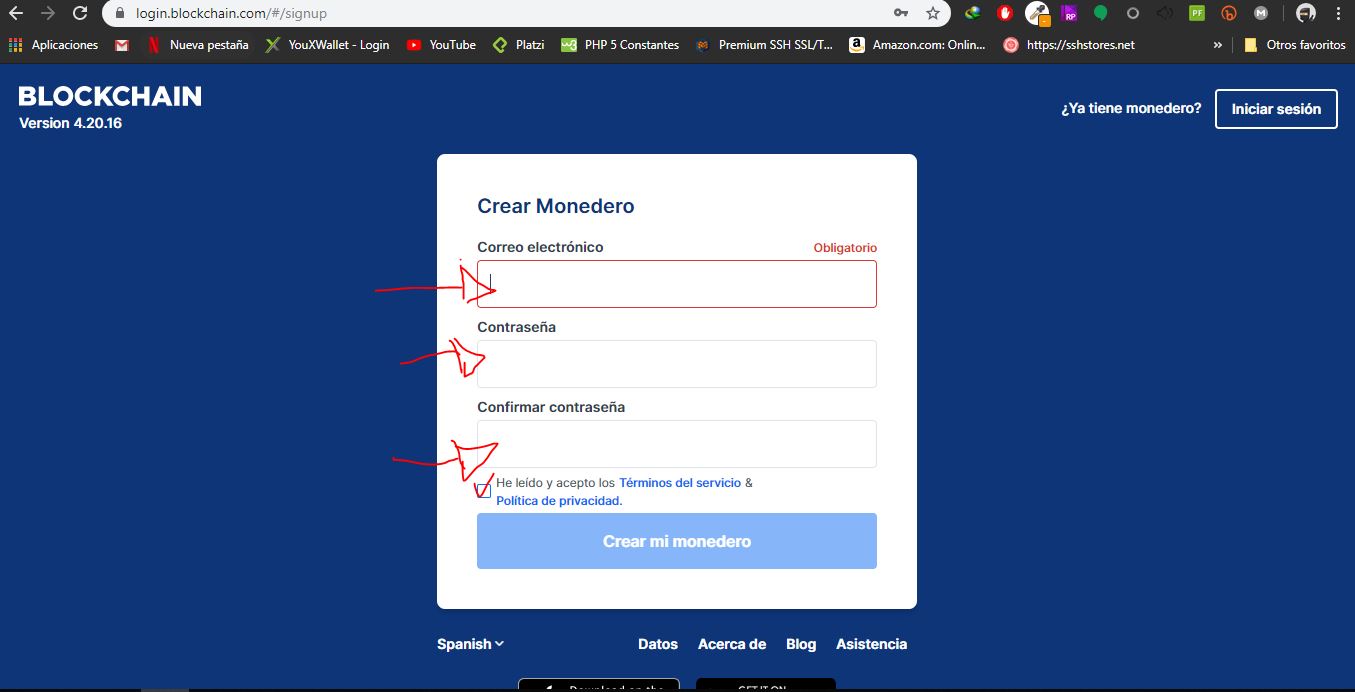 login.blockchain.com/#/signup
Aplicaciones Nueva pestaña YouXWallet - Login YouTube Platzi PHP 5 Constantes Premium SSH SSL/T... Amazon.com: Onlin... https://sshstores.net » Otros favoritos
BLOCKCHAIN
Version 4.20.16
¿Ya tiene monedero? Iniciar sesión
Crear Monedero
Correo electrónico Obligatorio
Contraseña
Confirmar contraseña
He leído y acepto los Términos del servicio &
Política de privacidad.
Crear mi monedero
Spanish Datos Acerca de Blog Asistencia
Download on the GET IT ON